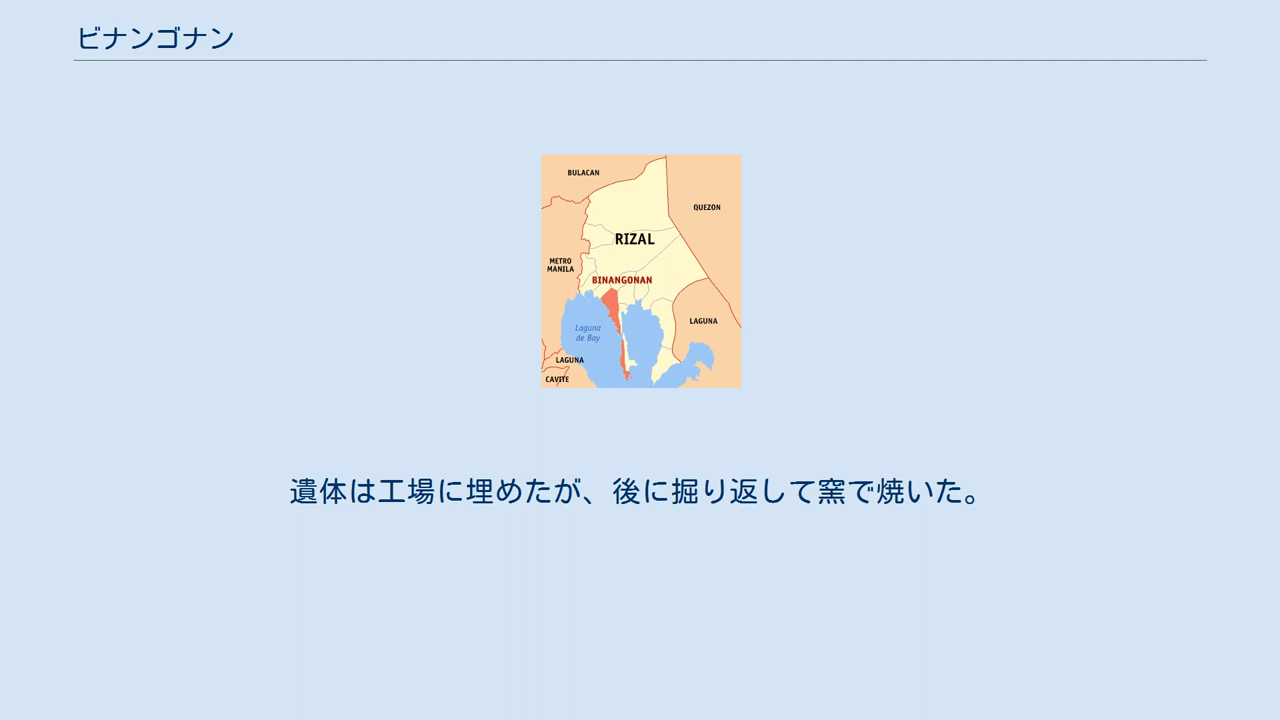 ビナンゴナン
BULACAN
QUEZON
RIZAL
METRO
MANILA
BINANGONAN
LAGUNA
Laguna
de Bay
LAGUNA
CAVITE
遺体は工場に埋めたが、後に掘り返して窯で焼いた。